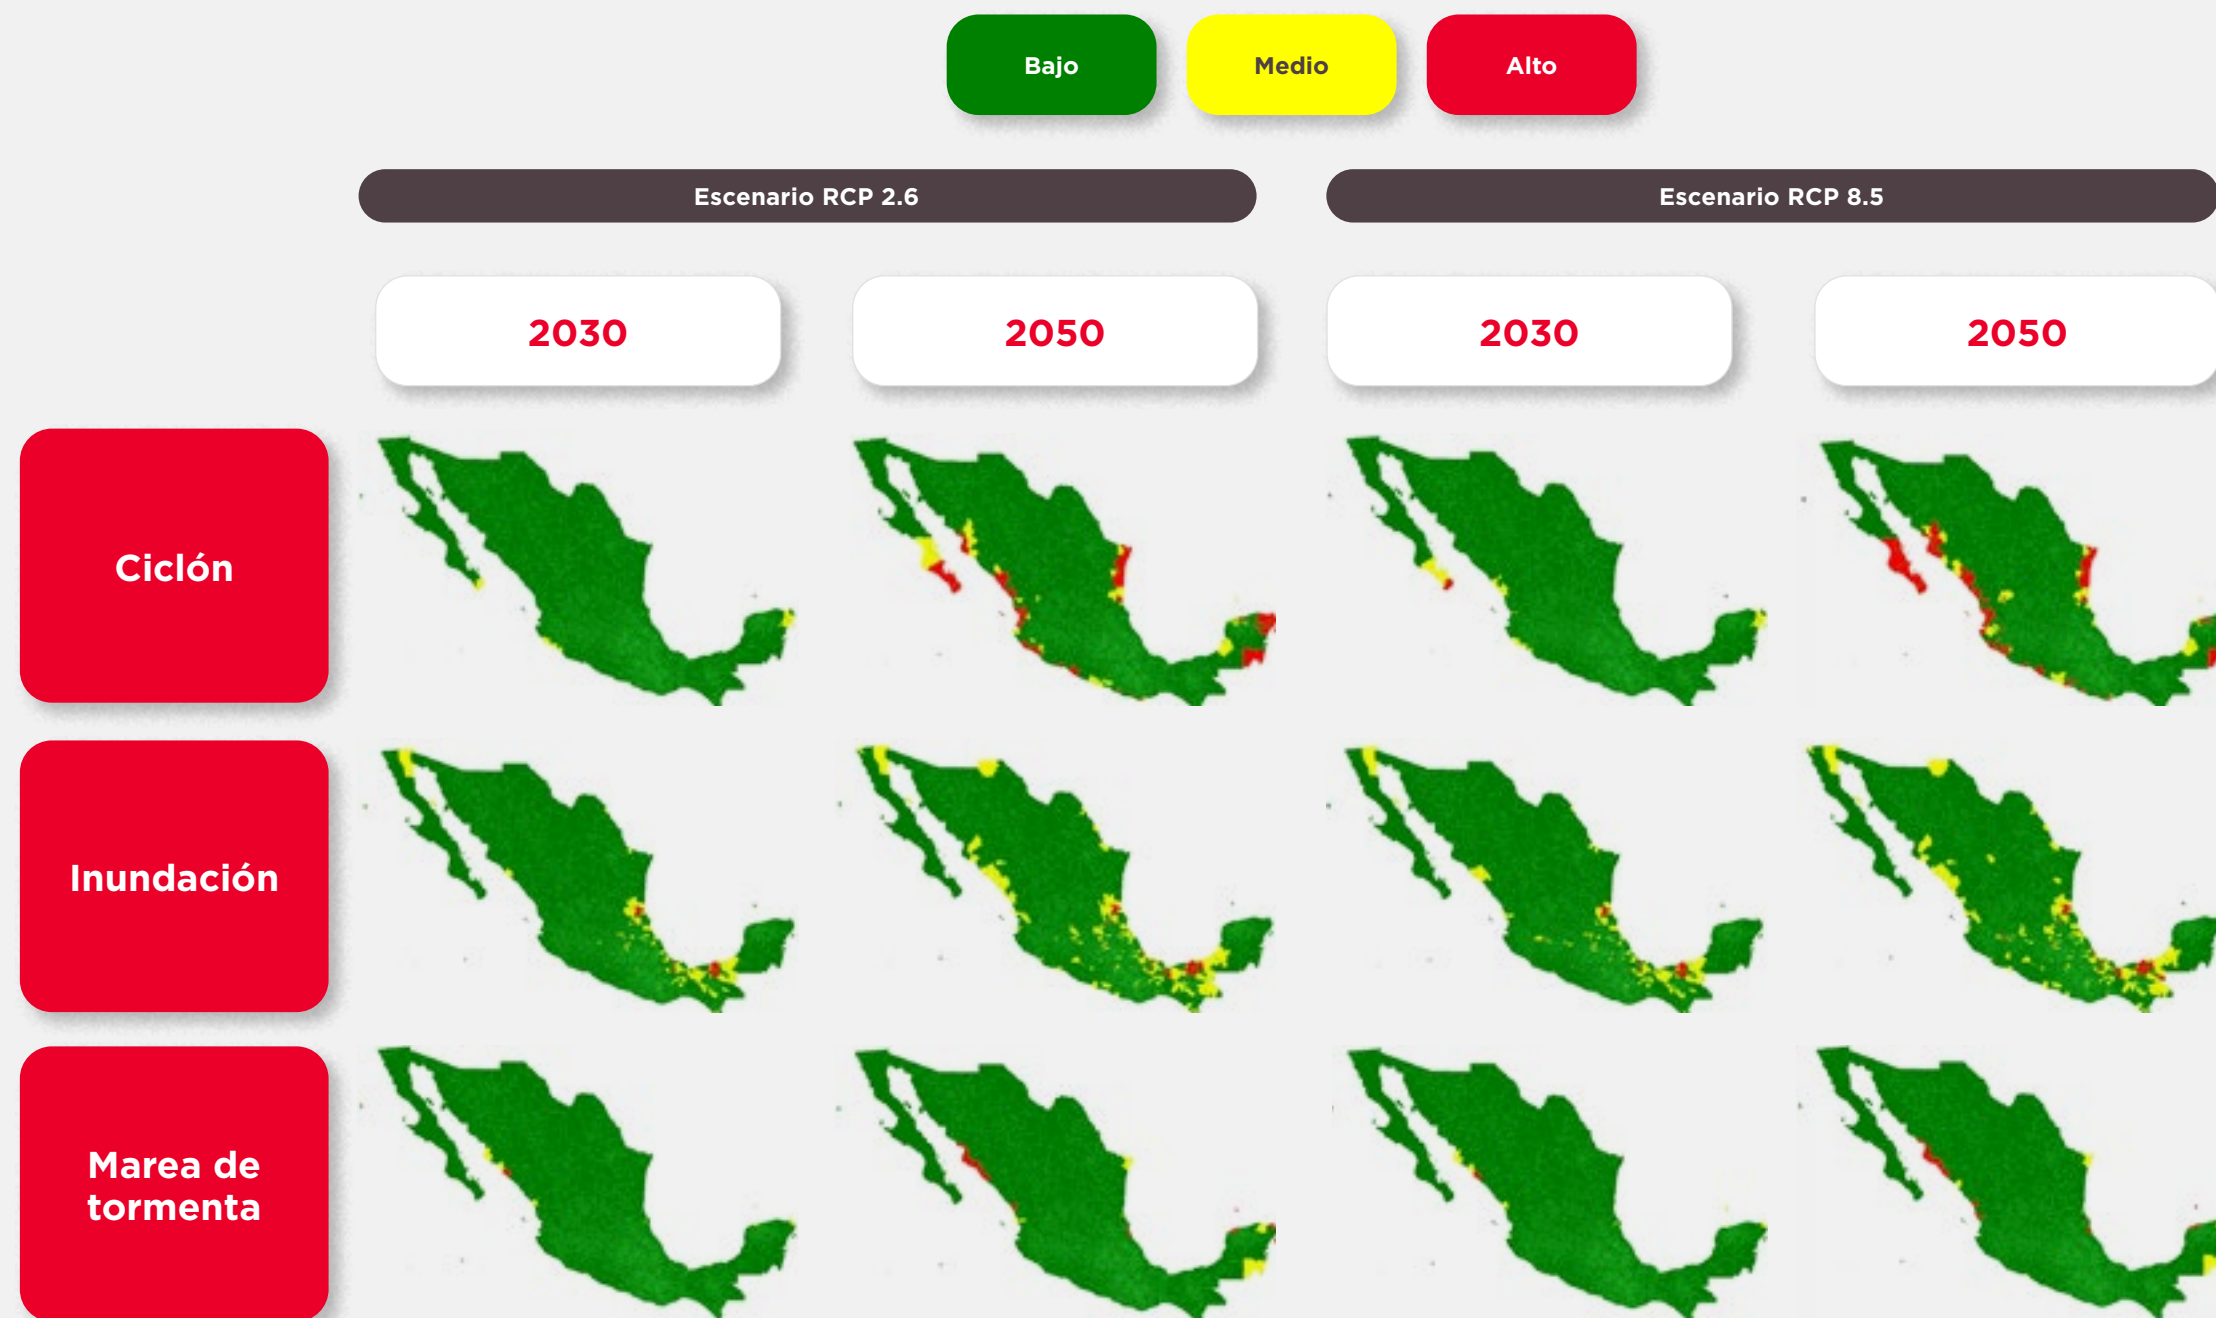 Bajo
Medio
Alto
Escenario RCP 2.6
Escenario RCP 8.5
2030
2050
2030
2050
Ciclón
Inundación
Marea de
tormenta